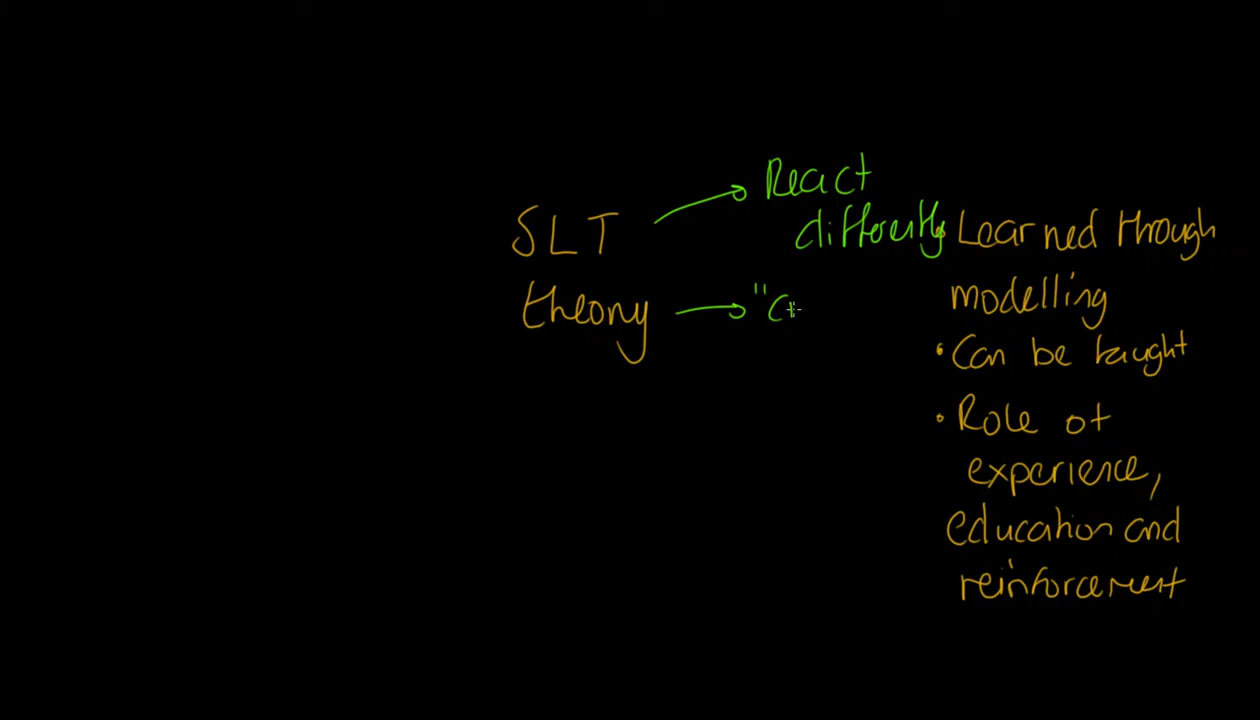 React
differently
SLT
theory
"C
Learned through
modelling
• Can be taught
• Role of
experience,
education and
reinforcement